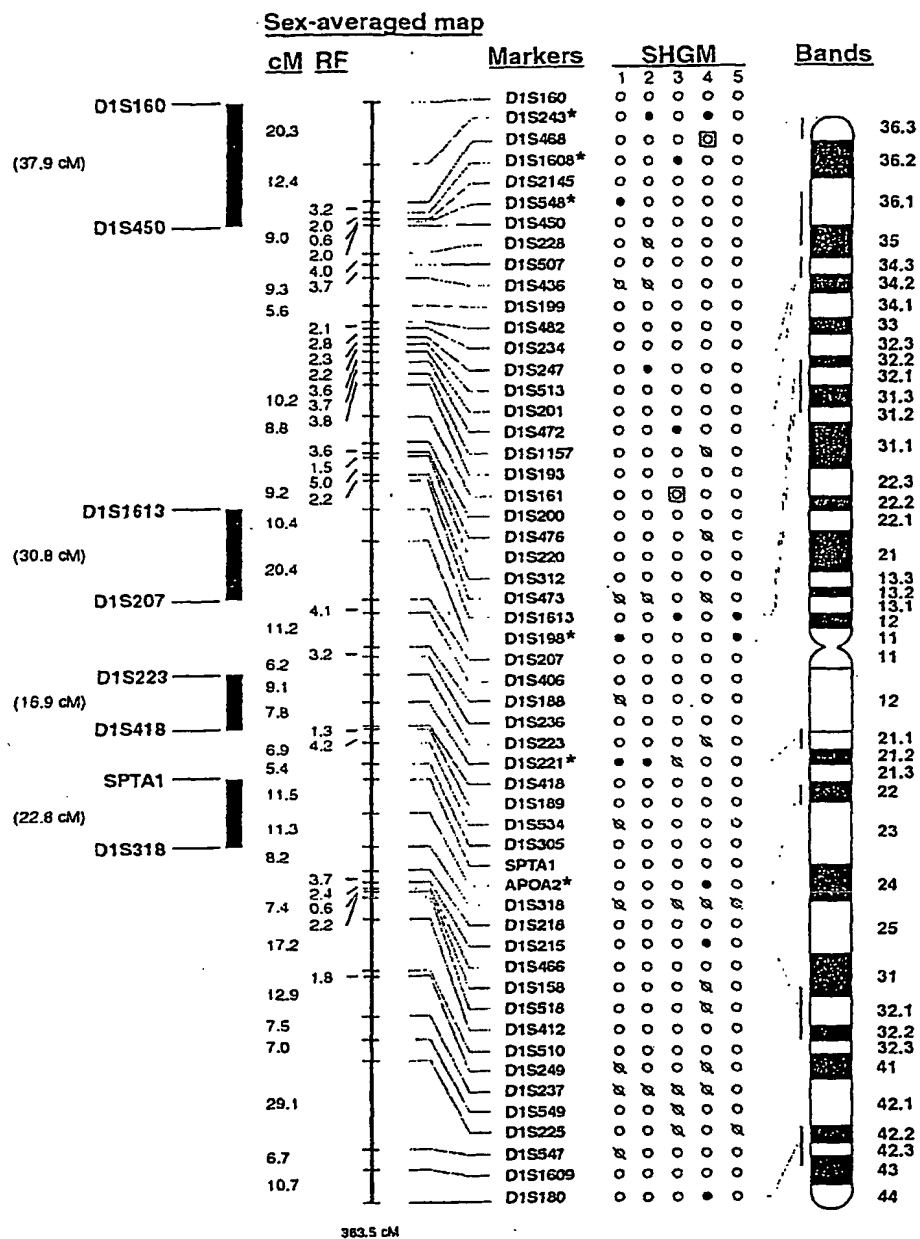 Sex-averaged map
cM RF Markers SHGM Bands
1 2 3 4 5
D1S160
(37.9 cM)
D1S450
D1S1613
(30.8 cM)
D1S207
D1S223
(16.9 cM)
D1S418
SPTA1
(22.8 cM)
D1S318
20.3
12.4
3.2
2.0
0.6
9.0
2.0
4.0
9.3
3.7
5.6
2.1
2.8
2.3
2.2
3.6
10.2
3.7
3.8
8.8
3.6
1.5
5.0
9.2
2.2
10.4
20.4
4.1
11.2
3.2
6.2
9.1
7.8
1.3
6.9
4.2
5.4
11.5
11.3
8.2
3.7
2.4
7.4
0.6
2.2
17.2
1.8
12.9
7.5
7.0
29.1
6.7
10.7
363.5 cM
D1S160
D1S243*
D1S468
D1S1608*
D1S2145
D1S548*
D1S450
D1S228
D1S507
D1S436
D1S199
D1S482
D1S234
D1S247
D1S513
D1S201
D1S472
D1S1157
D1S193
D1S161
D1S200
D1S476
D1S220
D1S312
D1S473
D1S1613
D1S198*
D1S207
D1S406
D1S188
D1S236
D1S223
D1S221*
D1S418
D1S189
D1S534
D1S305
SPTA1
APOA2*
D1S318
D1S218
D1S215
D1S466
D1S158
D1S518
D1S412
D1S510
D1S249
D1S237
D1S549
D1S225
D1S547
D1S1609
D1S180
36.3
36.2
36.1
35
34.3
34.2
34.1
33
32.3
32.2
32.1
31.3
31.2
31.1
22.3
22.2
22.1
21
13.3
13.2
13.1
12
11
11
12
21.1
21.2
21.3
22
23
24
25
31
32.1
32.2
32.3
41
42.1
42.2
42.3
43
44